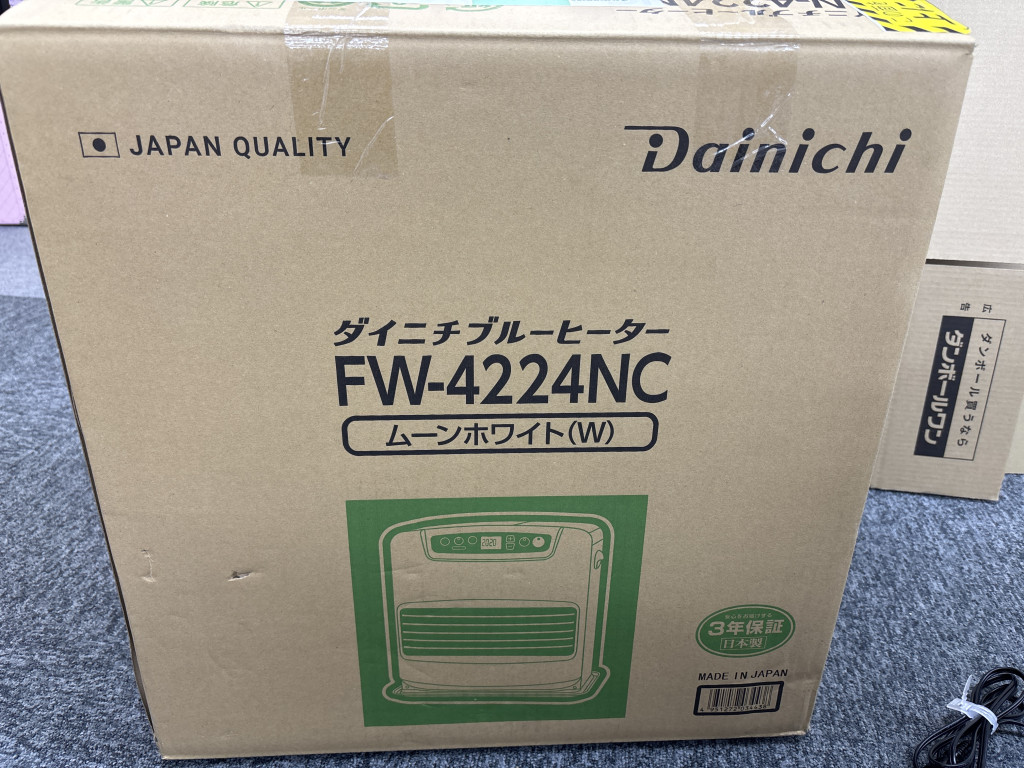 JAPAN QUALITY
Dainichi
ダイニチブルーヒーター
FW-4224NC
ムーンホワイト(W)
2020
3年保証
日本製
MADE IN JAPAN
広告
ダンボール買うなら
ダンボールワン